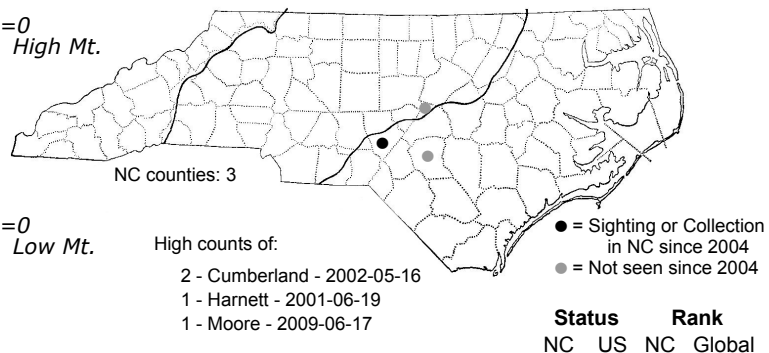 =0
High Mt.
NC counties: 3
=0
Low Mt.
High counts of:
2 - Cumberland - 2002-05-16
1 - Harnett - 2001-06-19
1 - Moore - 2009-06-17
= Sighting or Collection
in NC since 2004
= Not seen since 2004
Status Rank
NC US NC Global